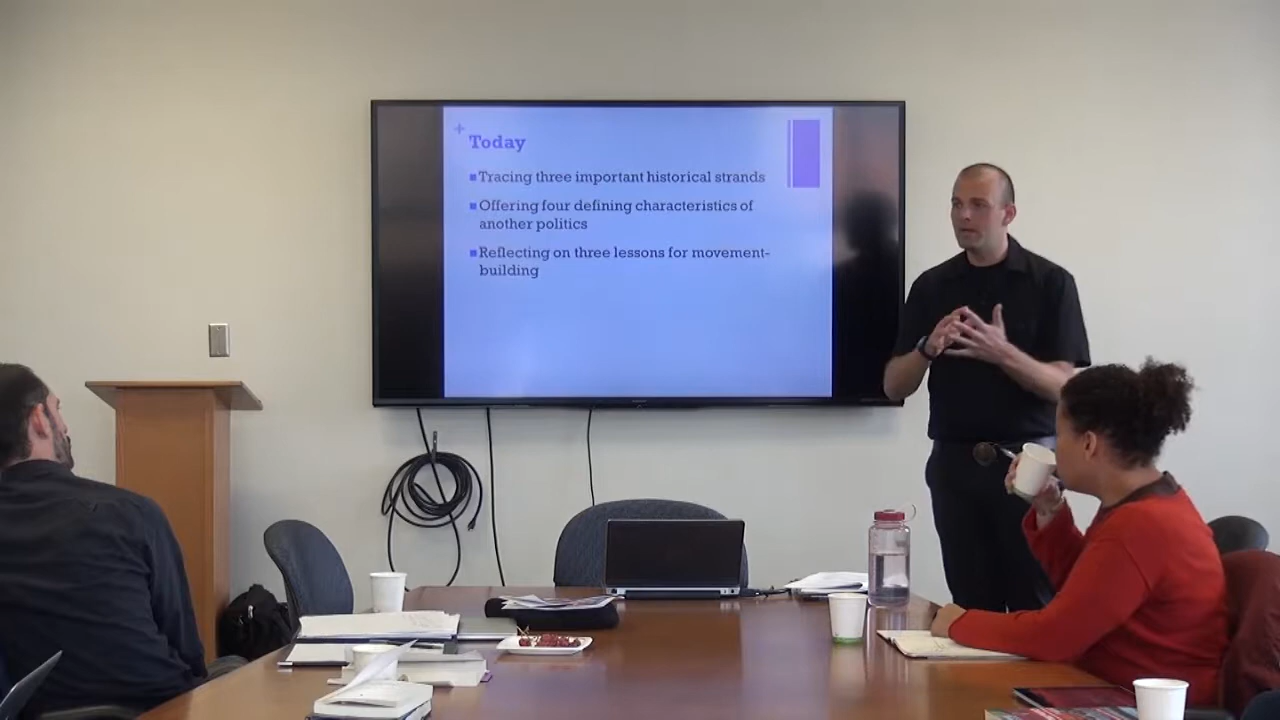 Today
Tracing three important historical strands
Offering four defining characteristics of
another politics
Reflecting on three lessons for movement-
building